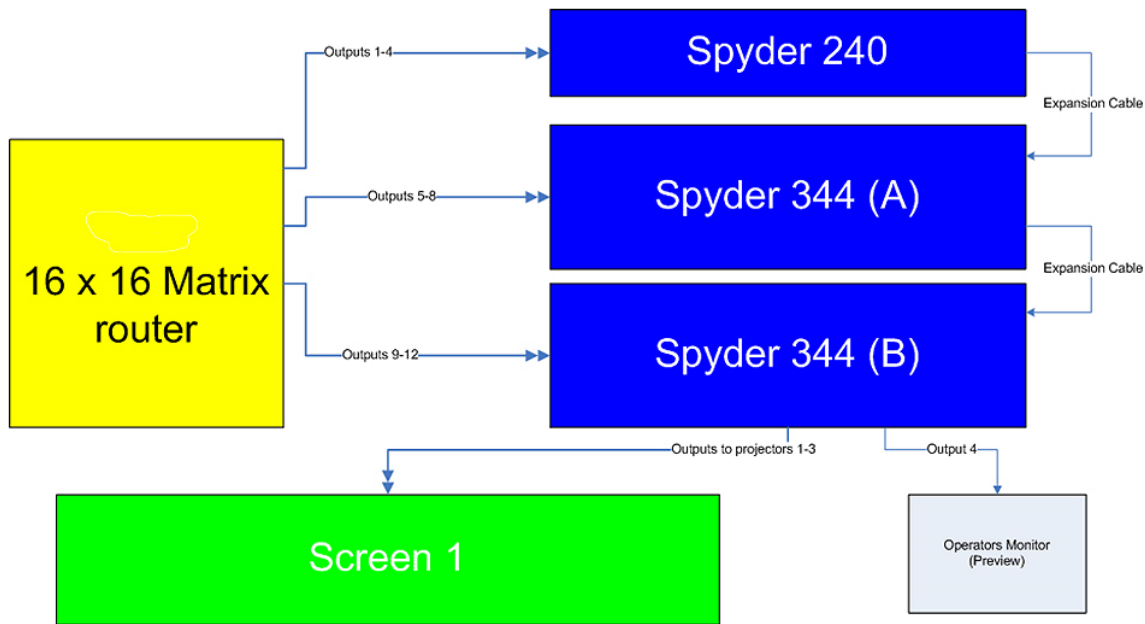 Outputs 1-4
Spyder 240
Expansion Cable
16 x 16 Matrix
router
Outputs 5-8
Spyder 344 (A)
Expansion Cable
Outputs 9-12
Spyder 344 (B)
Outputs to projectors 1-3
Output 4
Screen 1
Operators Monitor
(Preview)